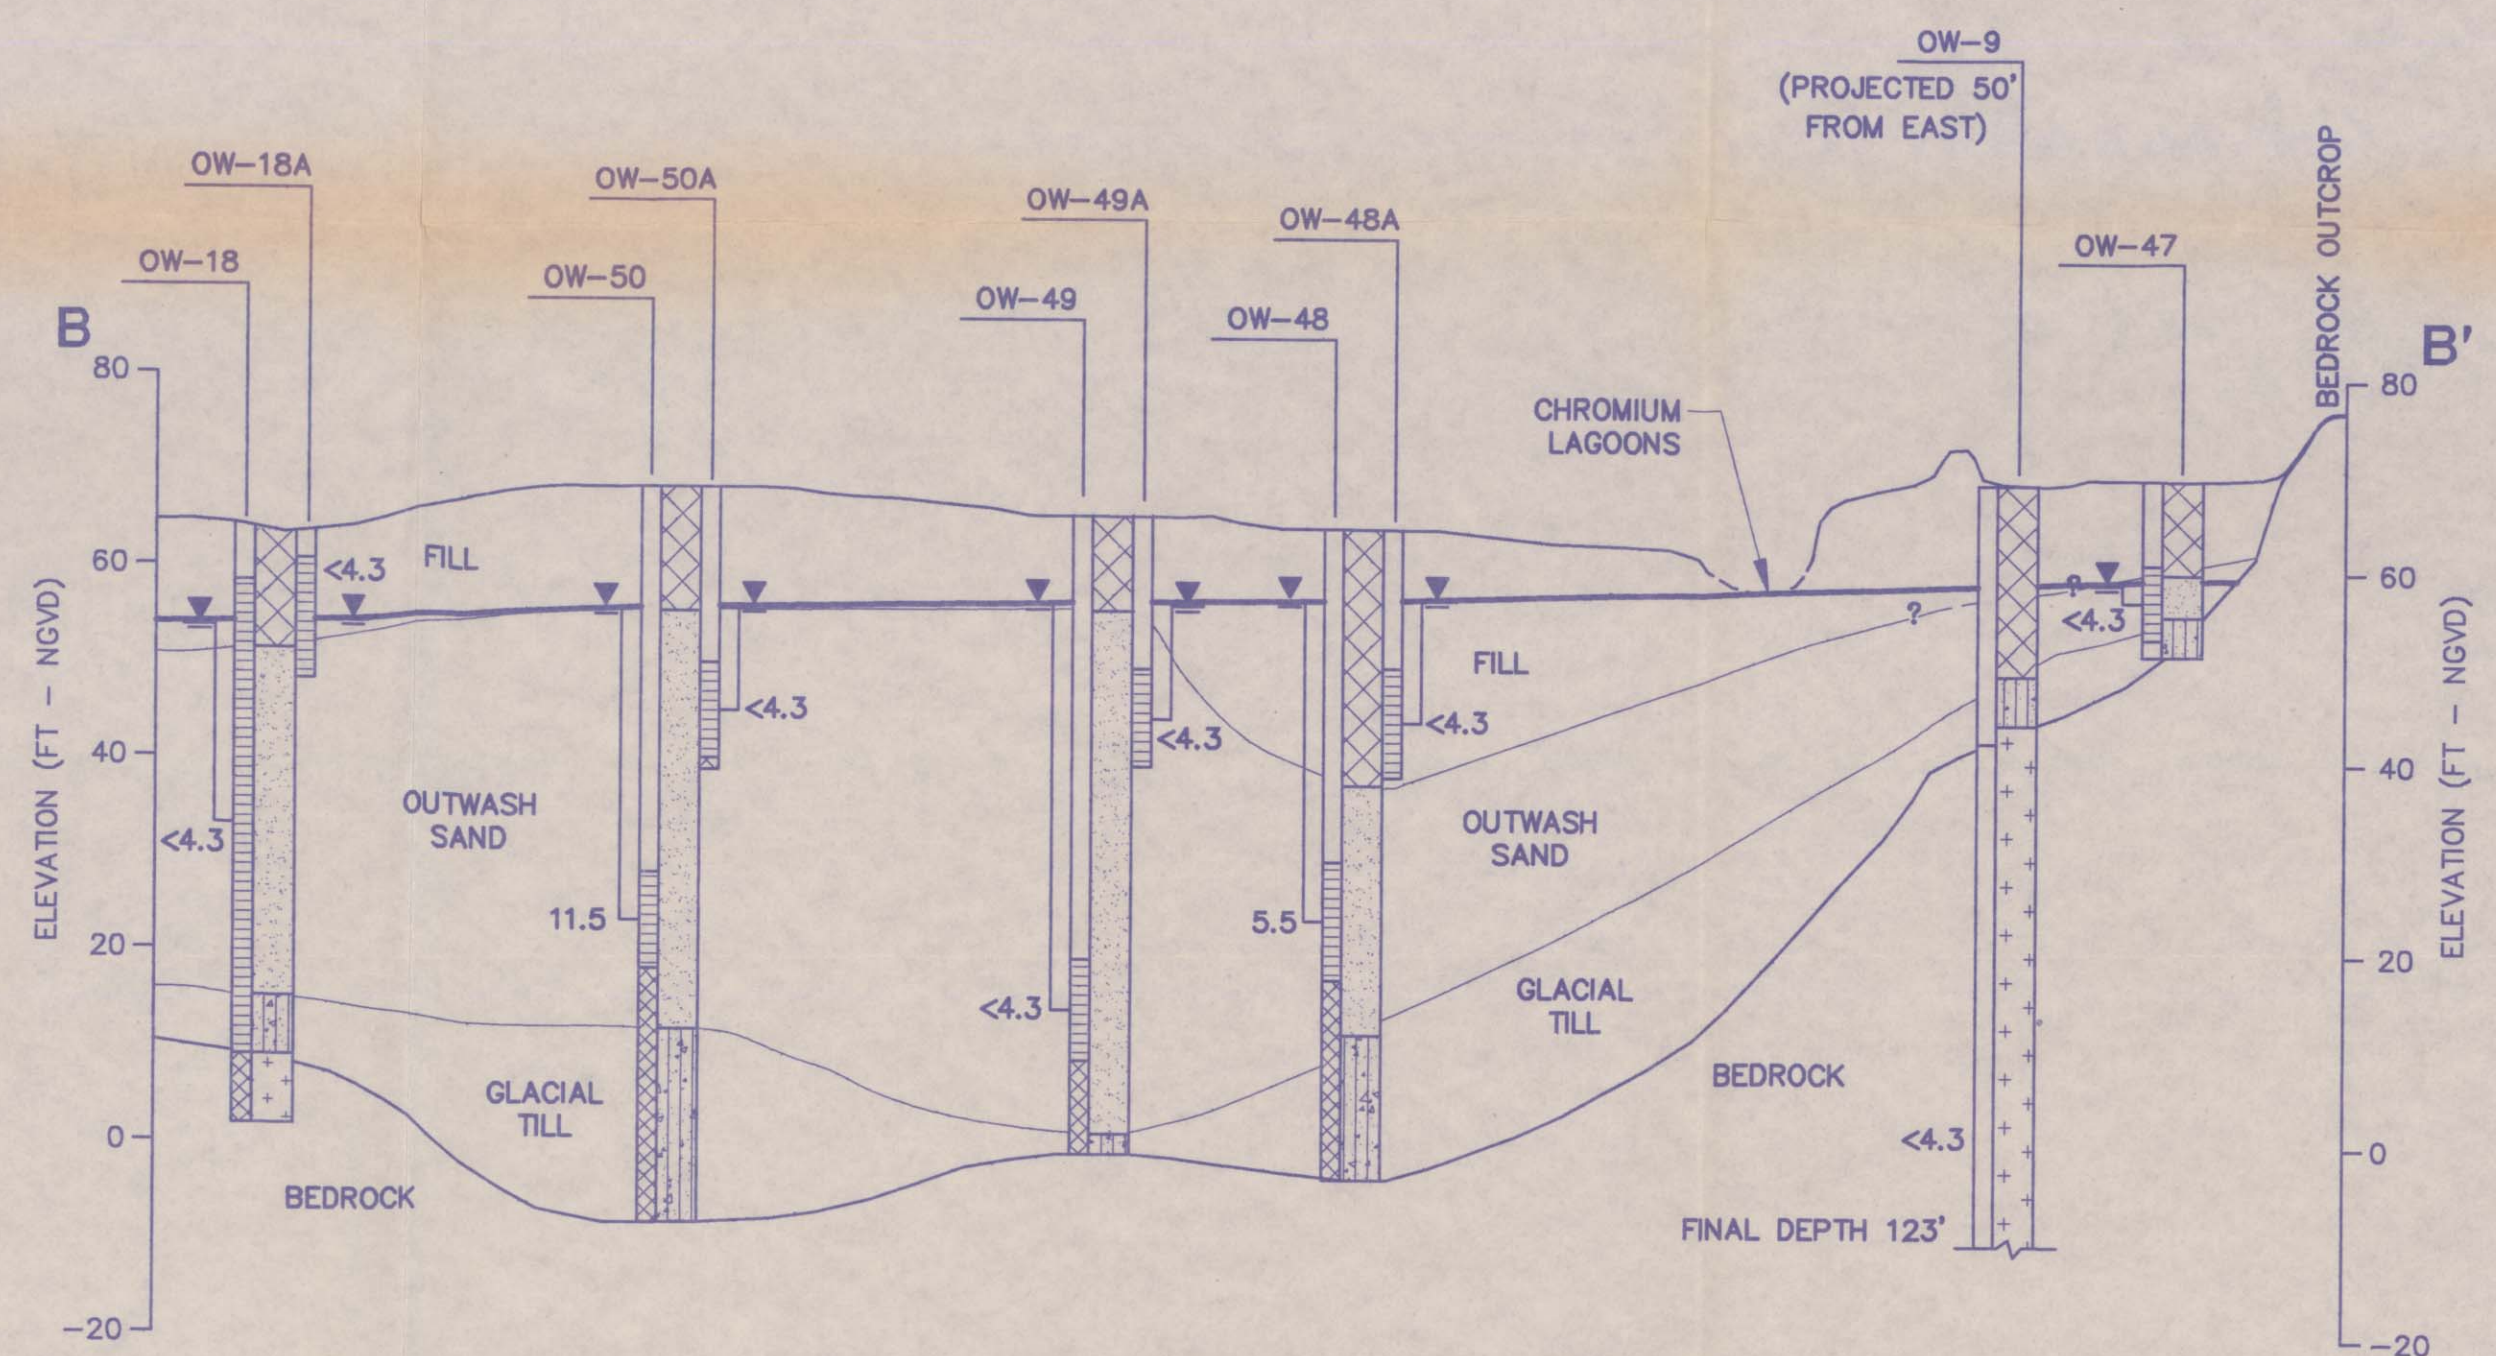 OW-9
(PROJECTED 50'
FROM EAST)
BEDROCK OUTCROP
OW-18A
OW-50A
OW-49A
OW-48A
OW-47
OW-18
OW-50
OW-49
OW-48
B
B'
80
80
CHROMIUM
LAGOONS
60
<4.3
FILL
60
?
<4.3
?
FILL
<4.3
<4.3
<4.3
40
40
ELEVATION (FT - NGVD)
ELEVATION (FT - NGVD)
OUTWASH
SAND
OUTWASH
SAND
<4.3
11.5
5.5
20
20
<4.3
GLACIAL
TILL
GLACIAL
TILL
BEDROCK
0
<4.3
0
BEDROCK
FINAL DEPTH 123'
-20
-20